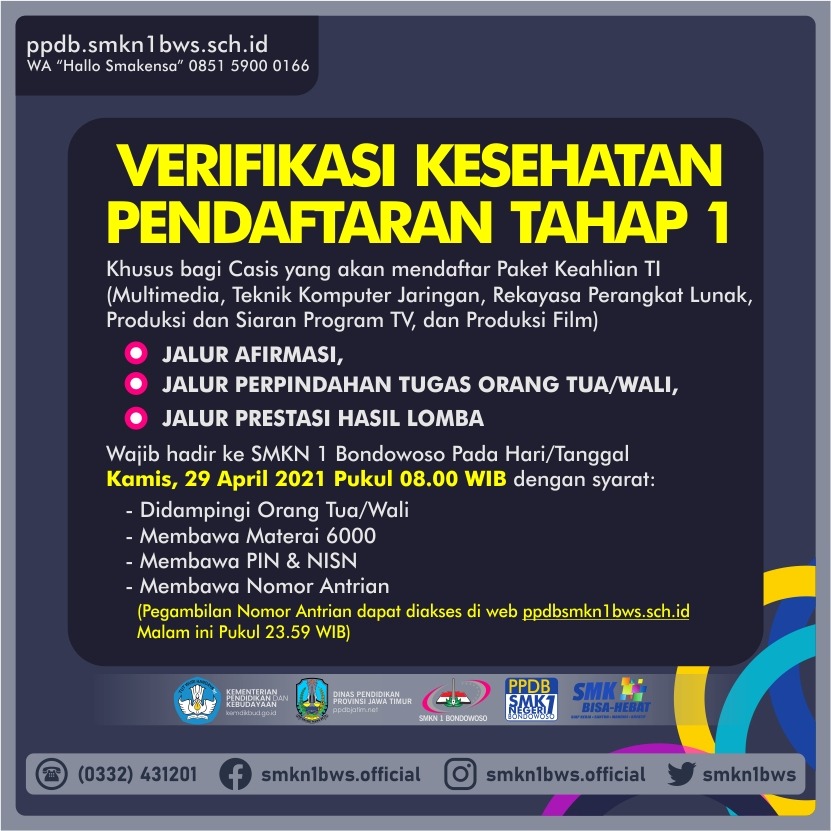 ppdb.smkn1bws.sch.id
WA “Hallo Smakensa” 0851 5900 0166
VERIFIKASI KESEHATAN
PENDAFTARAN TAHAP 1
Khusus bagi Casis yang akan mendaftar Paket Keahlian TI
(Multimedia, Teknik Komputer Jaringan, Rekayasa Perangkat Lunak,
Produksi dan Siaran Program TV, dan Produksi Film)
JALUR AFIRMASI,
JALUR PERPINDAHAN TUGAS ORANG TUA/WALI,
JALUR PRESTASI HASIL LOMBA
Wajib hadir ke SMKN 1 Bondowoso Pada Hari/Tanggal
Kamis, 29 April 2021 Pukul 08.00 WIB dengan syarat:
- Didampingi Orang Tua/Wali
- Membawa Materai 6000
- Membawa PIN & NISN
- Membawa Nomor Antrian
(Pegambilan Nomor Antrian dapat diakses di web ppdbsmkn1bws.sch.id
Malam ini Pukul 23.59 WIB)
KEMENTERIAN
PENDIDIKAN DAN
KEBUDAYAAN
kemdikbud.go.id
DINAS PENDIDIKAN
PROVINSI JAWA TIMUR
ppdbjatim.net
SMKN 1 BONDOWOSO
PPDB
SMK
NEGERI 1
BONDOWOSO
SMK
BISA-HEBAT
(0332) 431201
smkn1bws.official
smkn1bws.official
smkn1bws